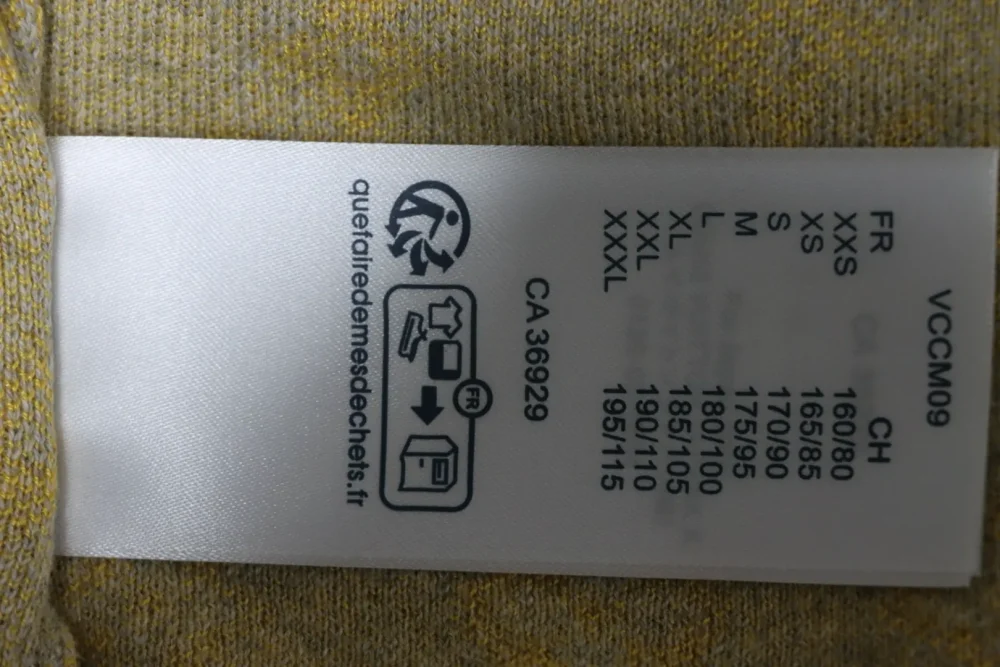 VCCM09
FR CH
XXS 160/80
XS 165/85
S 170/90
M 175/95
L 180/100
XL 185/105
XXL 190/110
XXXL 195/115
CA 36929
FR
quefairedemesdechets.fr